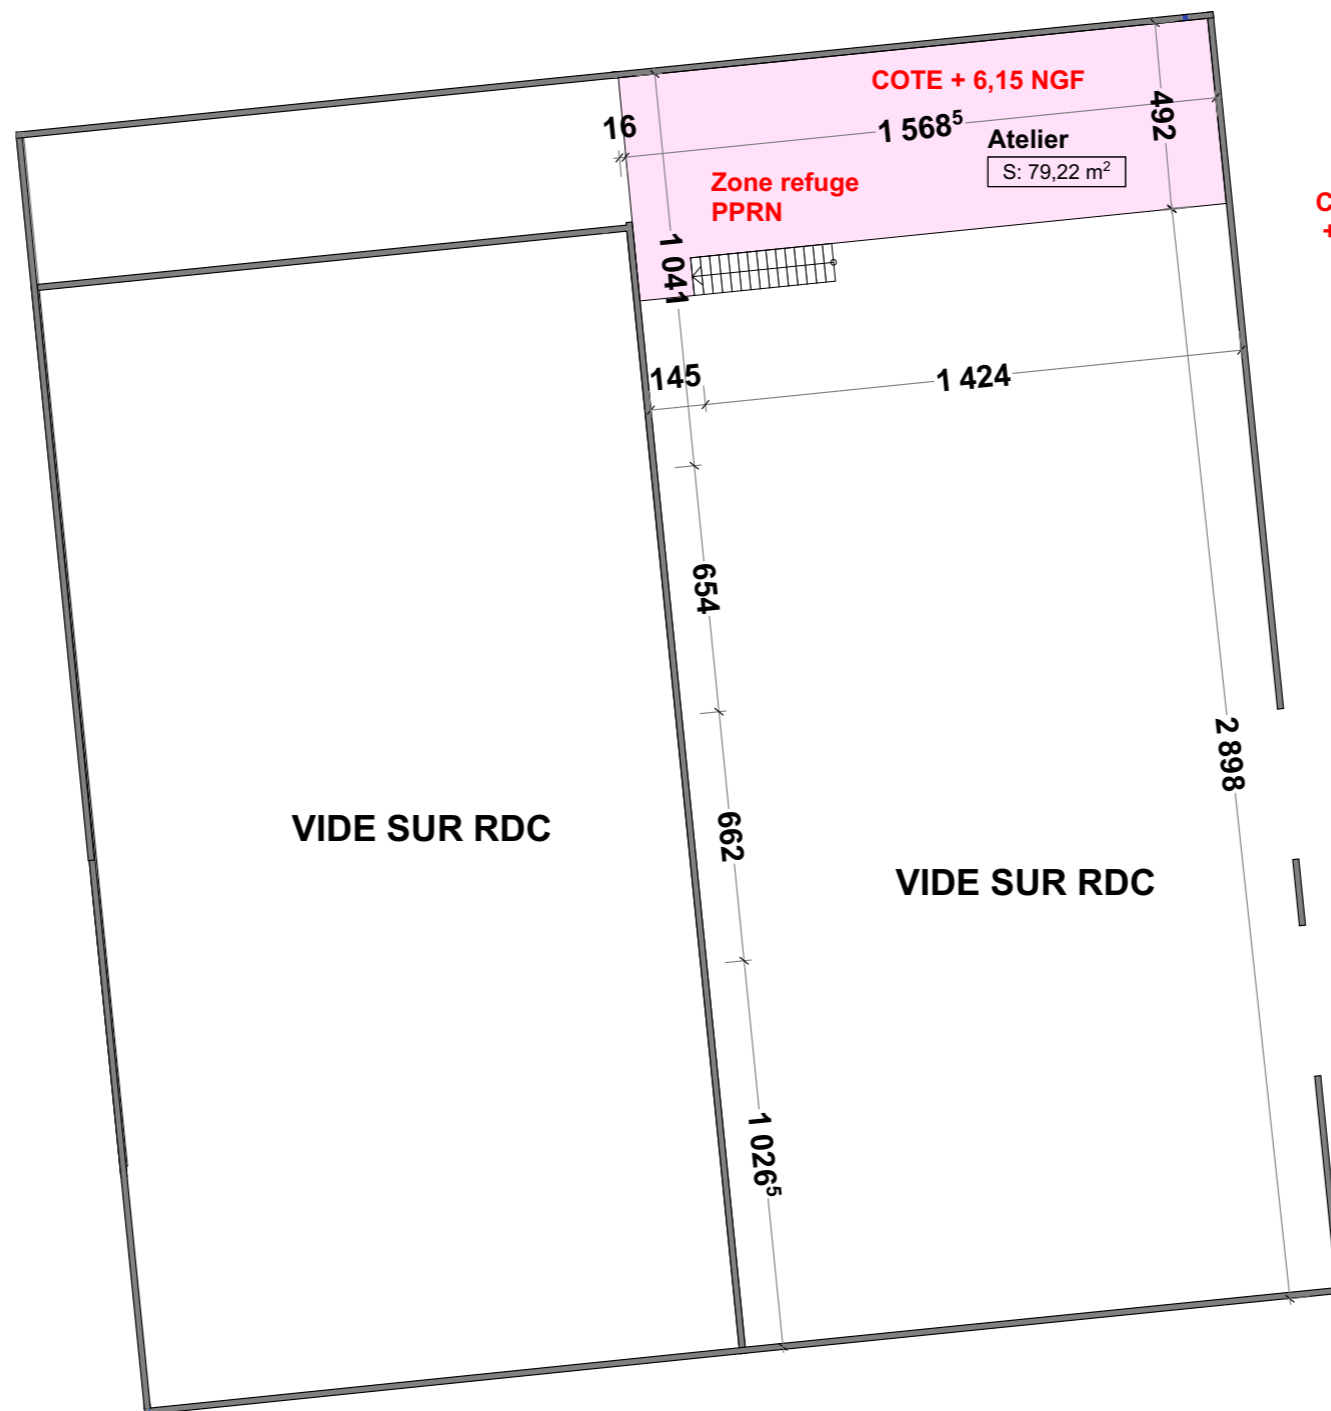 COTE + 6,15 NGF
16
1 568⁵
492
Atelier
S: 79,22 m²
Zone refuge
PPRN
C
+
1 041
145
1 424
654
2 898
662
VIDE SUR RDC
VIDE SUR RDC
1 026⁵